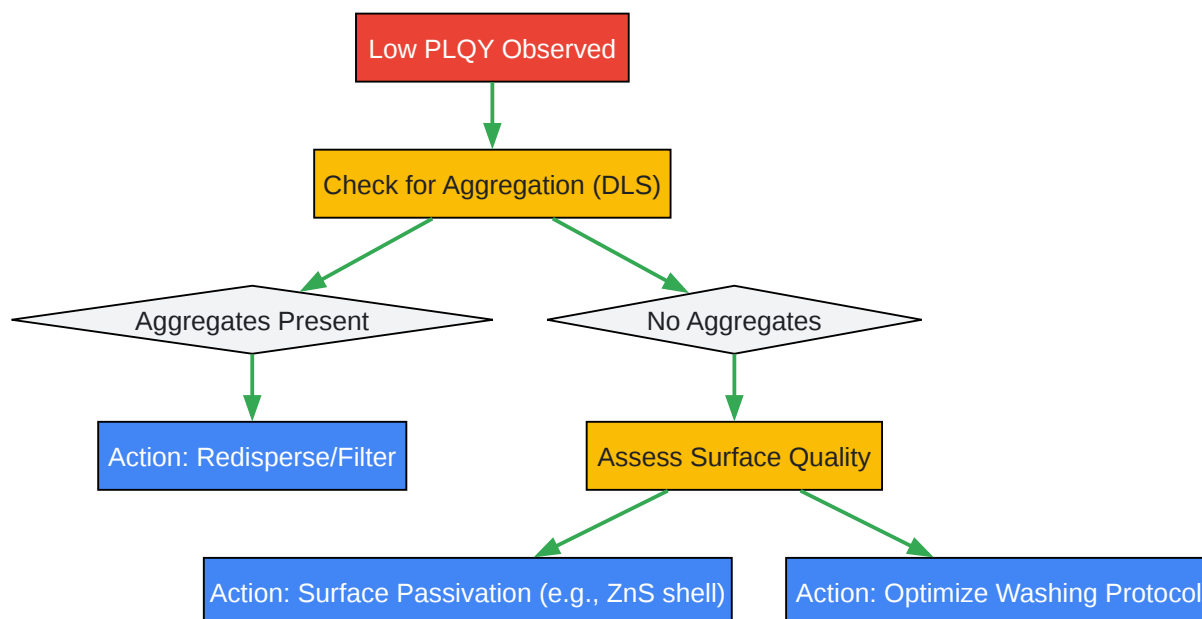 Low PLQY Observed
Check for Aggregation (DLS)
Aggregates Present
No Aggregates
Action: Redisperse/Filter
Assess Surface Quality
Action: Surface Passivation (e.g., ZnS shell)
Action: Optimize Washing Protocol